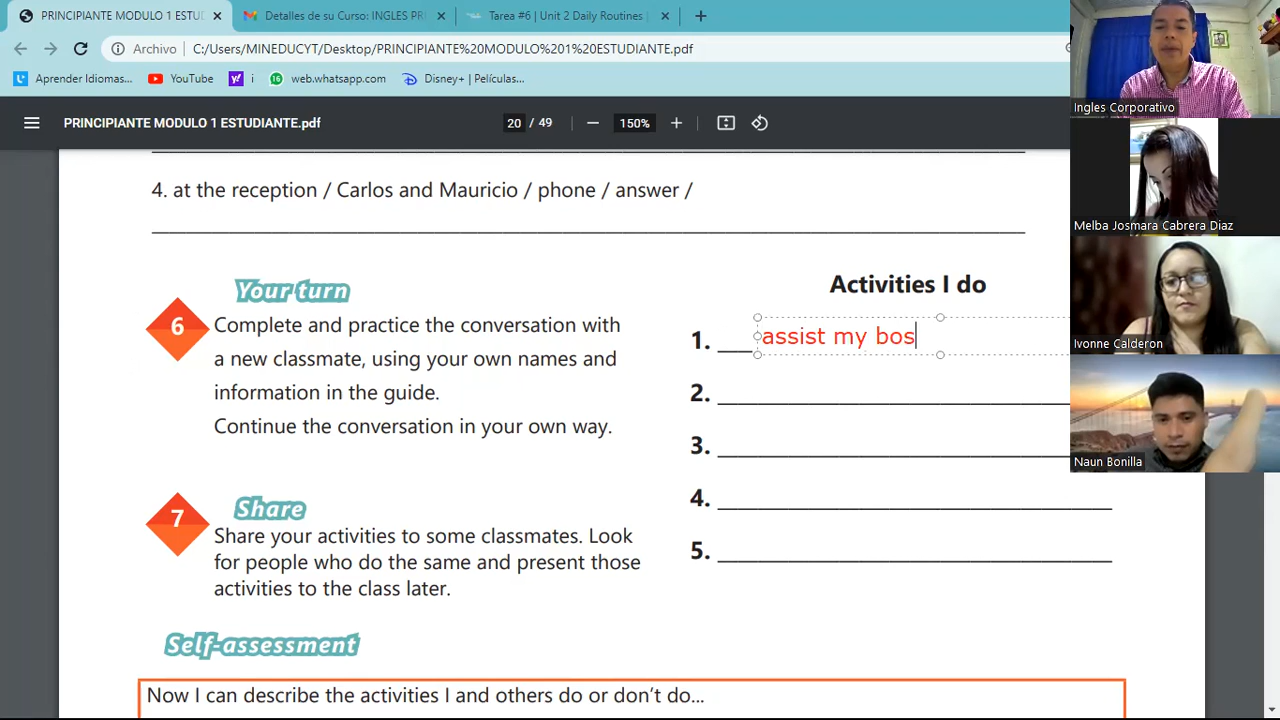 PRINCIPIANTE MODULO 1 ESTUD
Detalles de su Curso: INGLES PRI
Tarea #6 | Unit 2 Daily Routines |
Archivo
C:/Users/MINEDUCYT/Desktop/PRINCIPIANTE%20MODULO%201%20ESTUDIANTE.pdf
Aprender Idiomas...
YouTube
i
web.whatsapp.com
Disney+ | Películas,...
PRINCIPIANTE MODULO 1 ESTUDIANTE.pdf
20 / 49
150%
Ingles Corporativo
Melba Josmara Cabrera Diaz
Ivonne Calderon
Naun Bonilla
4. at the reception / Carlos and Mauricio / phone / answer /
Your turn
6
Complete and practice the conversation with
a new classmate, using your own names and
information in the guide.
Continue the conversation in your own way.
7
Share
Share your activities to some classmates. Look
for people who do the same and present those
activities to the class later.
Activities I do
1. assist my bos
2.
3.
4.
5.
Self-assessment
Now I can describe the activities I and others do or don't do...